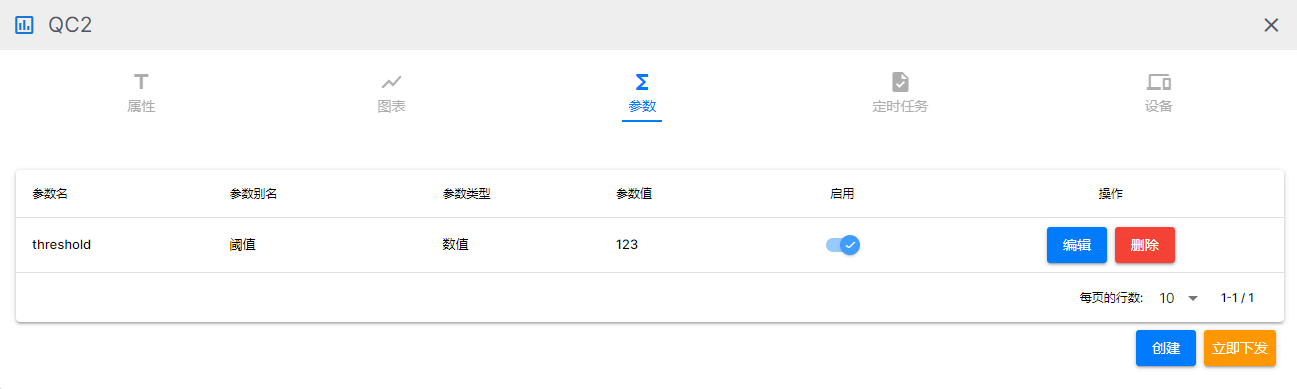 QC2
属性 图表 参数 定时任务 设备
参数名 参数别名 参数类型 参数值 启用 操作
threshold 阈值 数值 123 编辑 删除
每页的行数: 10 1-1 / 1
创建 立即下发